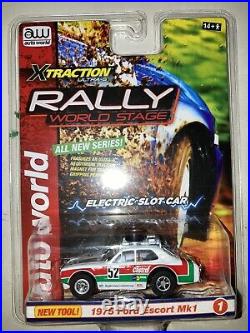 aw
auto world
14+
XTRACTION
ULTRA-G
RALLY
WORLD STAGE
ALL NEW SERIES!
ELECTRIC SLOT CAR
auto world
52
Castrol
NEW TOOL!
1975 Ford Escort Mk1
1